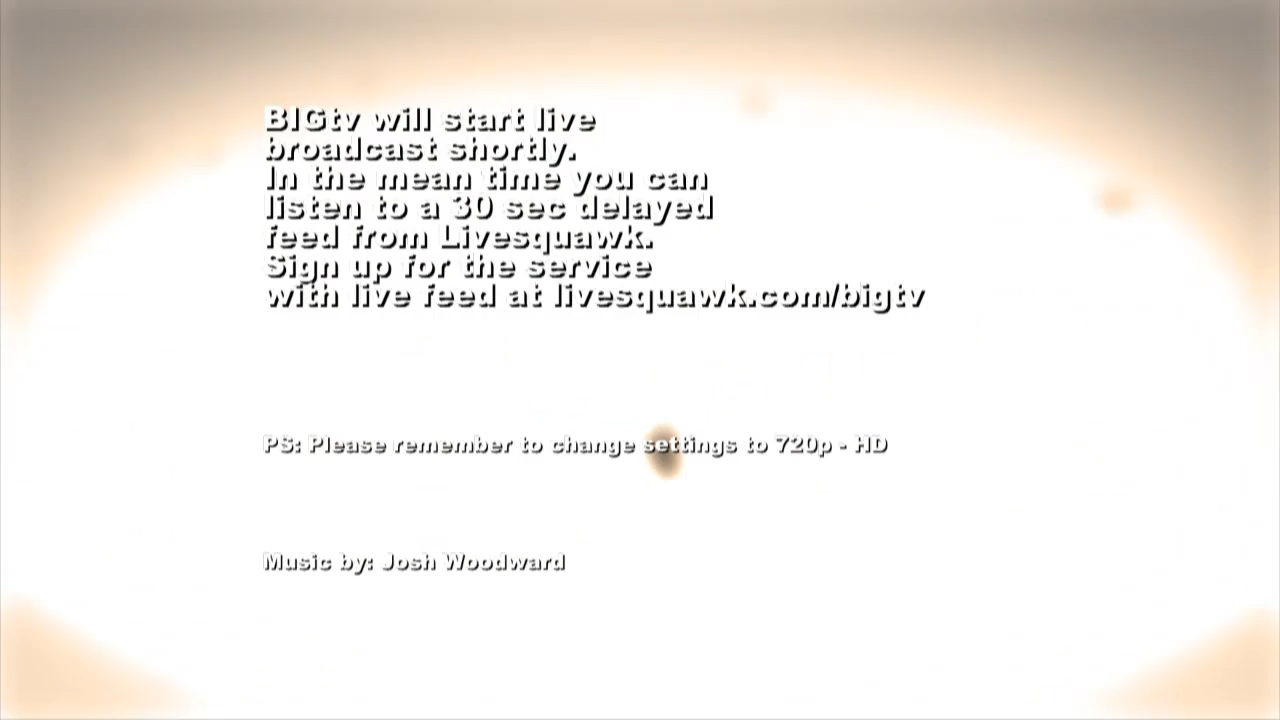 BIGtv will start live
broadcast shortly.
In the mean time you can
listen to a 30 sec delayed
feed from Livesquawk.
Sign up for the service
with live feed at livesquawk.com/bigtv
PS: Please remember to change settings to 720p - HD
Music by: Josh Woodward